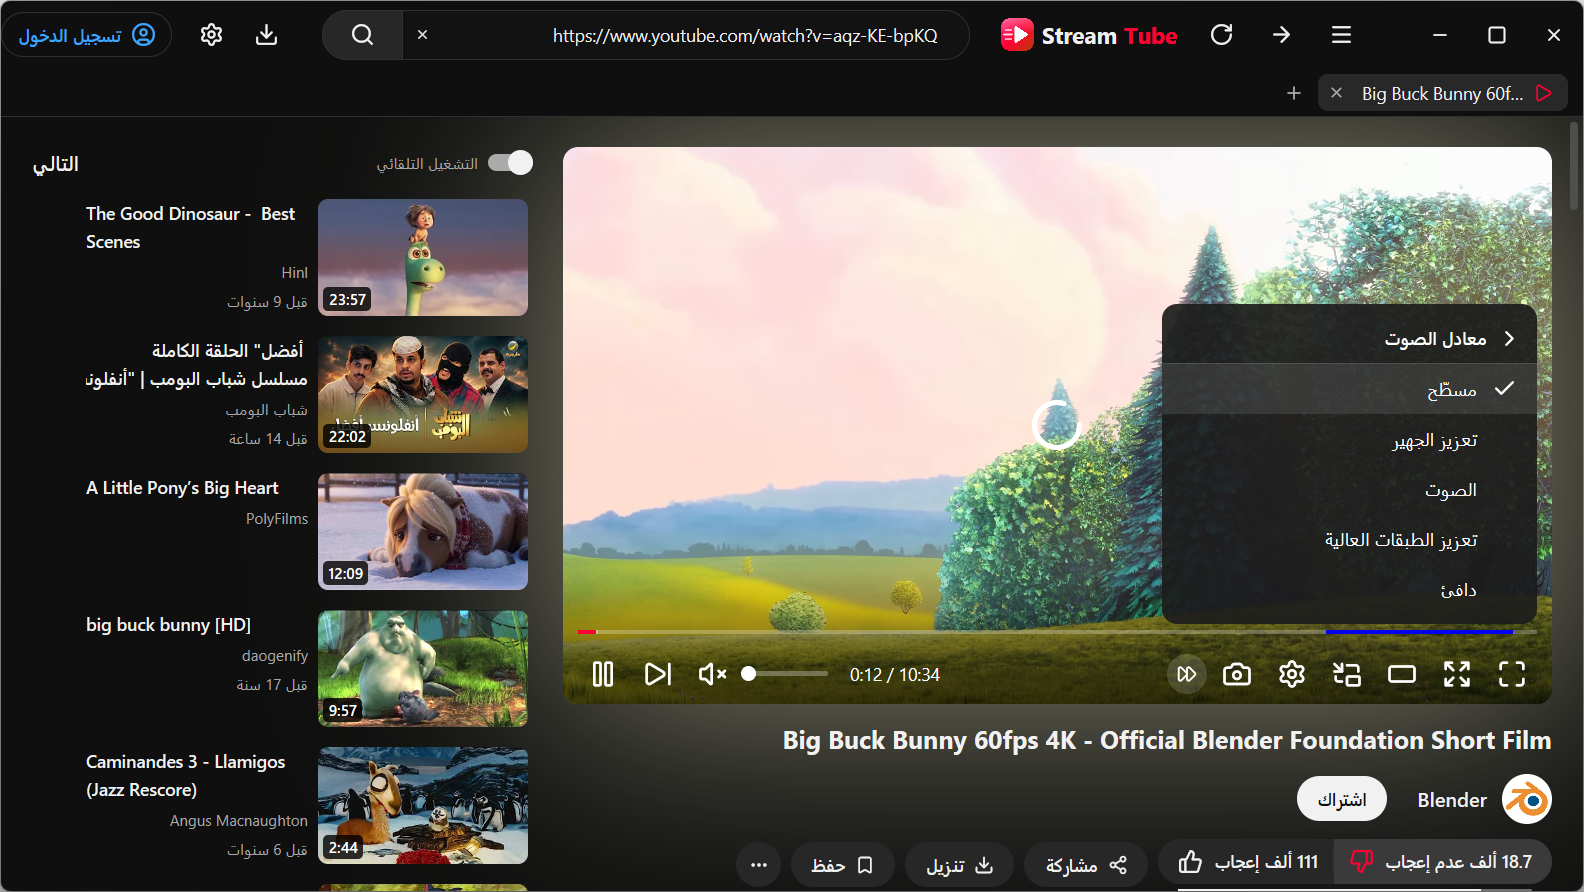 تسجيل الدخول
https://www.youtube.com/watch?v=aqz-KE-bpKQ
Stream Tube
Big Buck Bunny 60f...
التالي
التشغيل التلقائي
The Good Dinosaur - Best
Scenes
Hinl
قبل 9 سنوات
23:57
أفضل" الحلقة الكاملة
مسلسل شباب البومب | "أنفلونـ
شباب البومب
قبل 14 ساعة
شباب البومب
أنفلونسر أفضل
22:02
A Little Pony’s Big Heart
PolyFilms
12:09
big buck bunny [HD]
daogenify
قبل 17 سنة
9:57
Caminandes 3 - Llamigos
(Jazz Rescore)
Angus Macnaughton
قبل 6 سنوات
2:44
معادل الصوت
مسطّح
تعزيز الجهير
الصوت
تعزيز الطبقات العالية
دافئ
0:12 / 10:34
Big Buck Bunny 60fps 4K - Official Blender Foundation Short Film
Blender
اشتراك
18.7 ألف عدم إعجاب
111 ألف إعجاب
مشاركة
تنزيل
حفظ